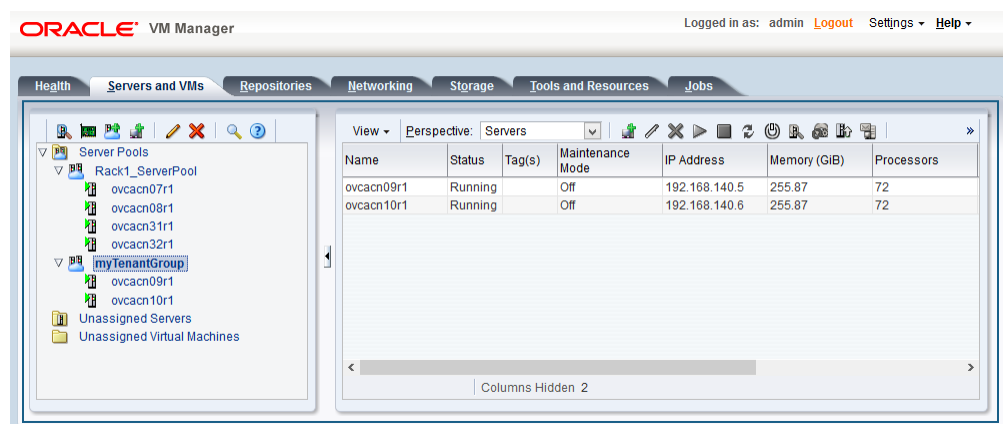 ORACLE VM Manager Logged in as: admin Logout Settings Help
Health Servers and VMs Repositories Networking Storage Tools and Resources Jobs
View Perspective: Servers »
Server Pools
Rack1_ServerPool
ovcacn07r1
ovcacn08r1
ovcacn31r1
ovcacn32r1
myTenantGroup
ovcacn09r1
ovcacn10r1
Unassigned Servers
Unassigned Virtual Machines
Name Status Tag(s) Maintenance Mode IP Address Memory (GiB) Processors
ovcacn09r1 Running Off 192.168.140.5 255.87 72
ovcacn10r1 Running Off 192.168.140.6 255.87 72
Columns Hidden 2